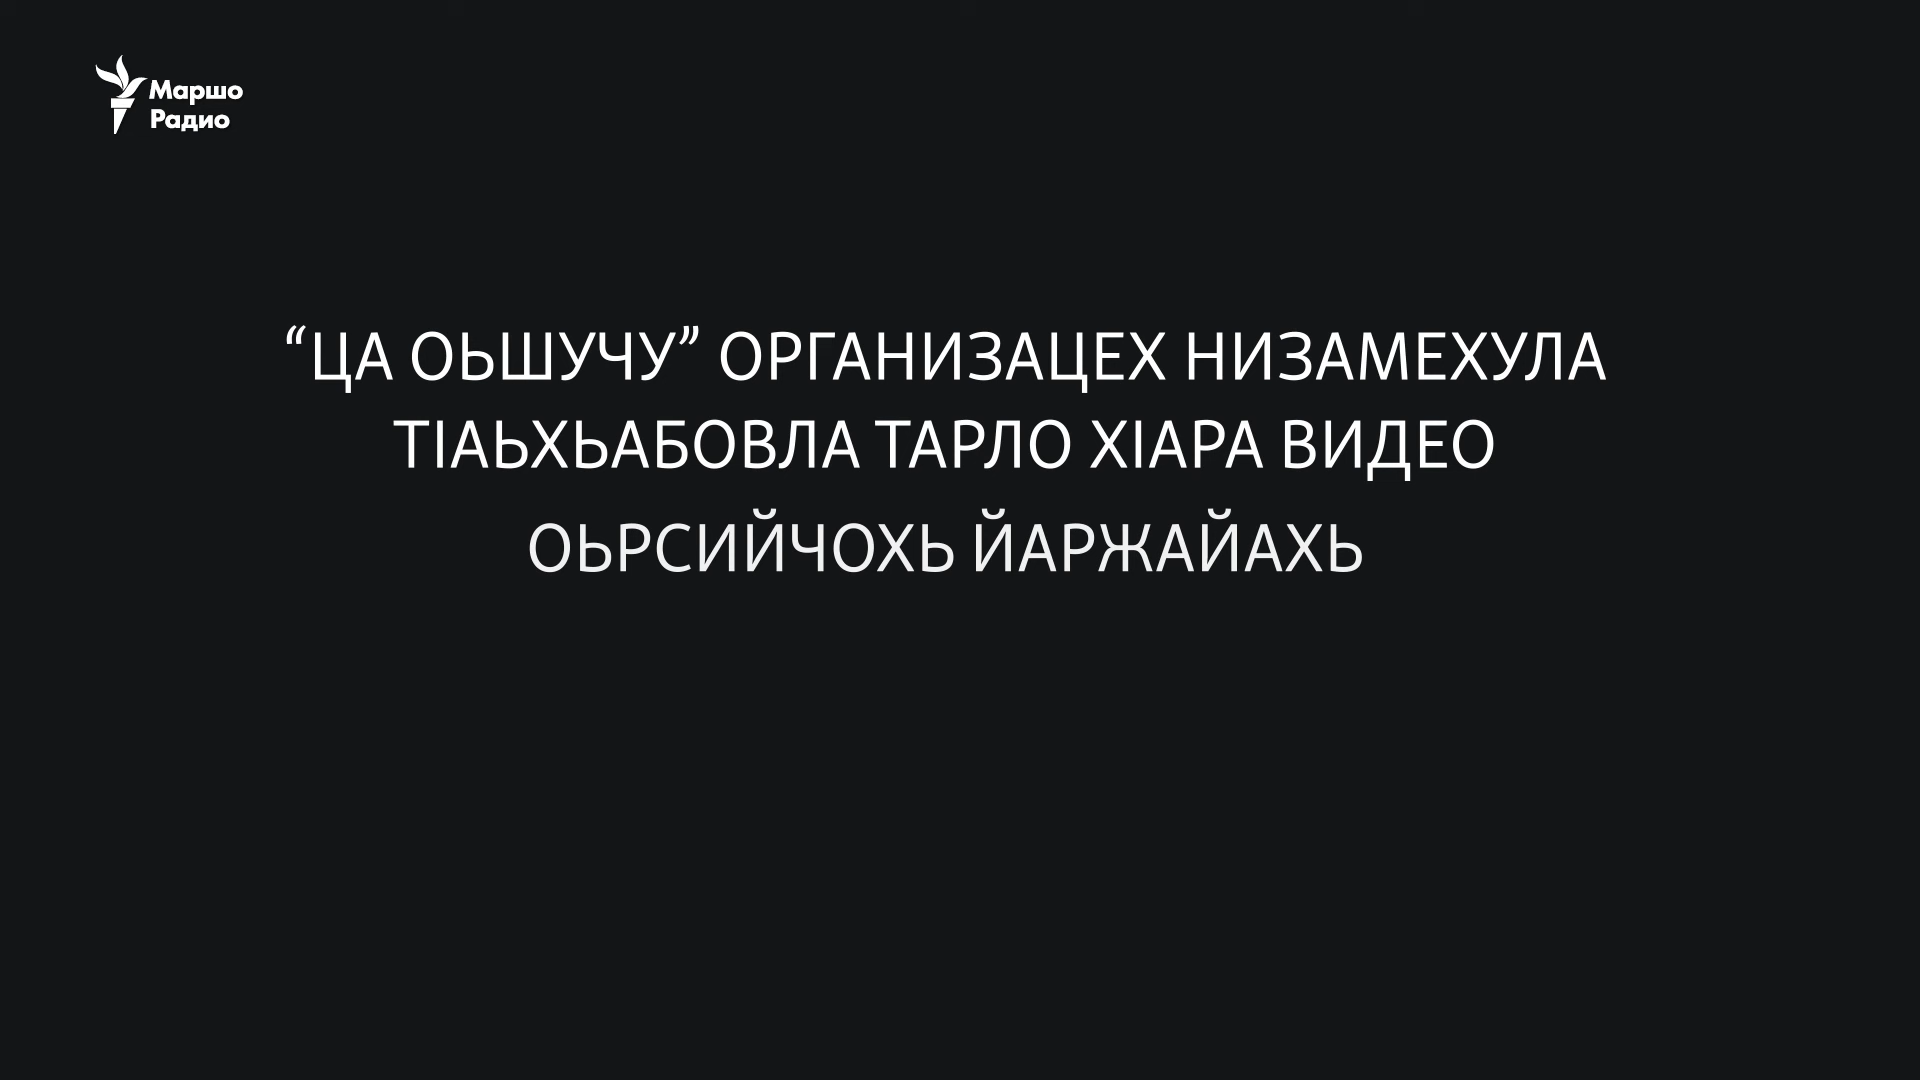 Маршо
Радио
“ЦА ОЬШУЧУ” ОРГАНИЗАЦЕХ НИЗАМЕХУЛА
ТІАЬХЬАБОВЛА ТАРЛО ХІАРА ВИДЕО
ОЬРСИЙЧОХЬ ЙАРЖАЙАХЬ